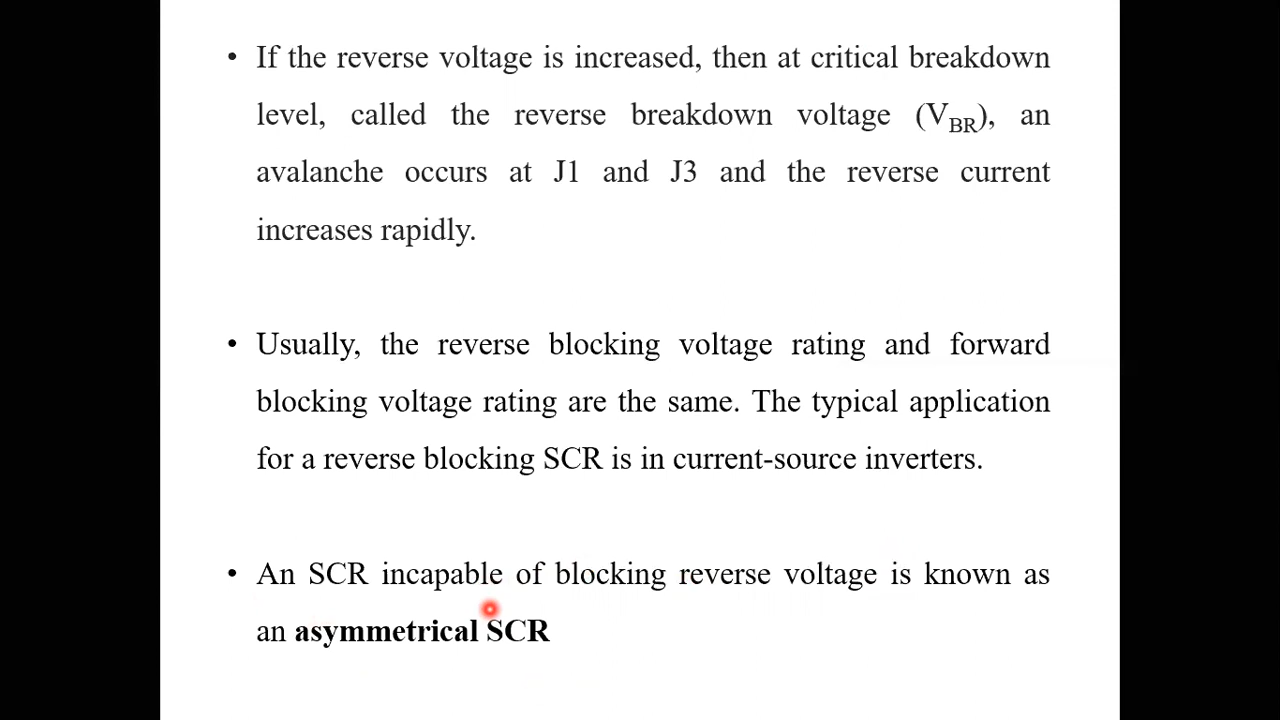 • If the reverse voltage is increased, then at critical breakdown
level, called the reverse breakdown voltage (VBR), an
avalanche occurs at J1 and J3 and the reverse current
increases rapidly.
• Usually, the reverse blocking voltage rating and forward
blocking voltage rating are the same. The typical application
for a reverse blocking SCR is in current-source inverters.
• An SCR incapable of blocking reverse voltage is known as
an asymmetrical SCR